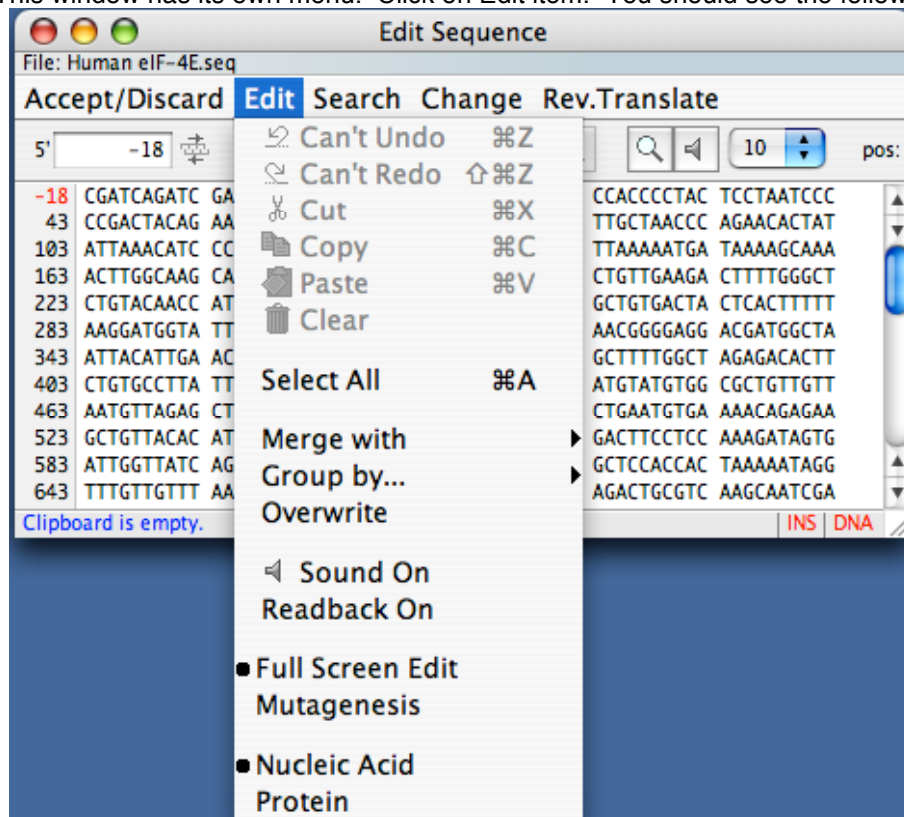 This window has its own menu. Click on Edit item. You should see the follow
Edit Sequence
File: Human eIF-4E.seq
Accept/Discard Edit Search Change Rev.Translate
5' -18 10 pos:
-18 CGATCAGATC GA CCACCCCTAC TCCTAATCCC
43 CCGACTACAG AA TTGCTAACCC AGAACACTAT
103 ATTAAACATC CC TTAAAAATGA TAAAAGCAAA
163 ACTTGGCAAG CA CTGTTGAAGA CTTTTGGGCT
223 CTGTACAACC AT GCTGTGACTA CTCACTTTTT
283 AAGGATGGTA TT AACGGGGAGG ACGATGGCTA
343 ATTACATTGA AC GCTTTTGGCT AGAGACACTT
403 CTGTGCCTTA TT ATGTATGTGG CGCTGTTGTT
463 AATGTTAGAG CT CTGAATGTGA AAACAGAGAA
523 GCTGTTACAC AT GACTTCCTCC AAAGATAGTG
583 ATTGGTTATC AG GCTCCACCAC TAAAAATAGG
643 TTTGTTGTTT AA AGACTGCGTC AAGCAATCGA
Clipboard is empty. INS DNA
Can't Undo ⌘Z
Can't Redo ⇧⌘Z
Cut ⌘X
Copy ⌘C
Paste ⌘V
Clear
Select All ⌘A
Merge with
Group by...
Overwrite
Sound On
Readback On
Full Screen Edit
Mutagenesis
Nucleic Acid
Protein